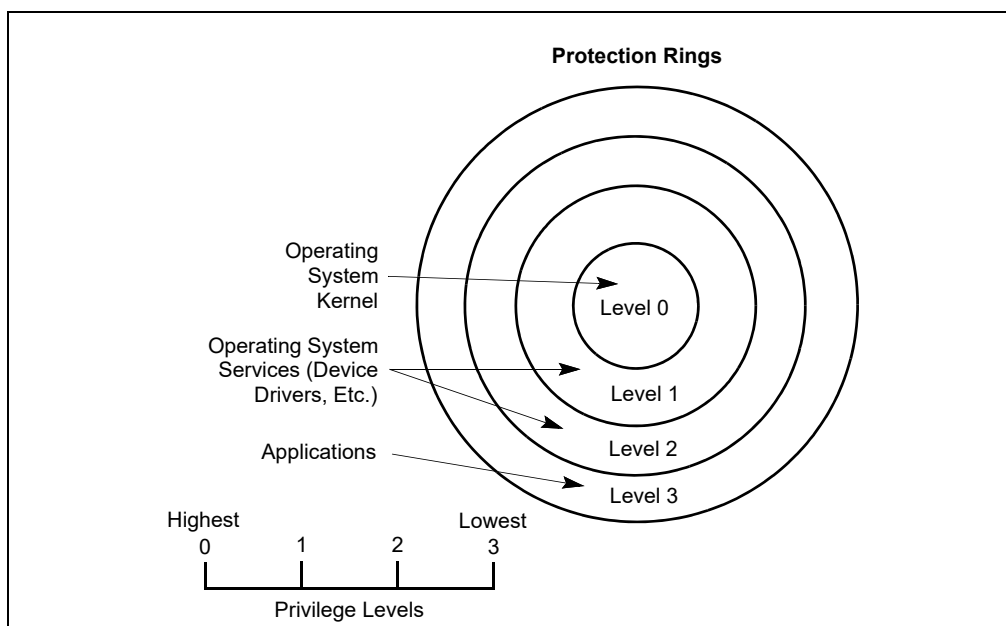 Protection Rings
Operating
System
Kernel
Level 0
Operating System
Services (Device
Drivers, Etc.)
Level 1
Level 2
Applications
Level 3
Highest
Lowest
0
1
2
3
Privilege Levels